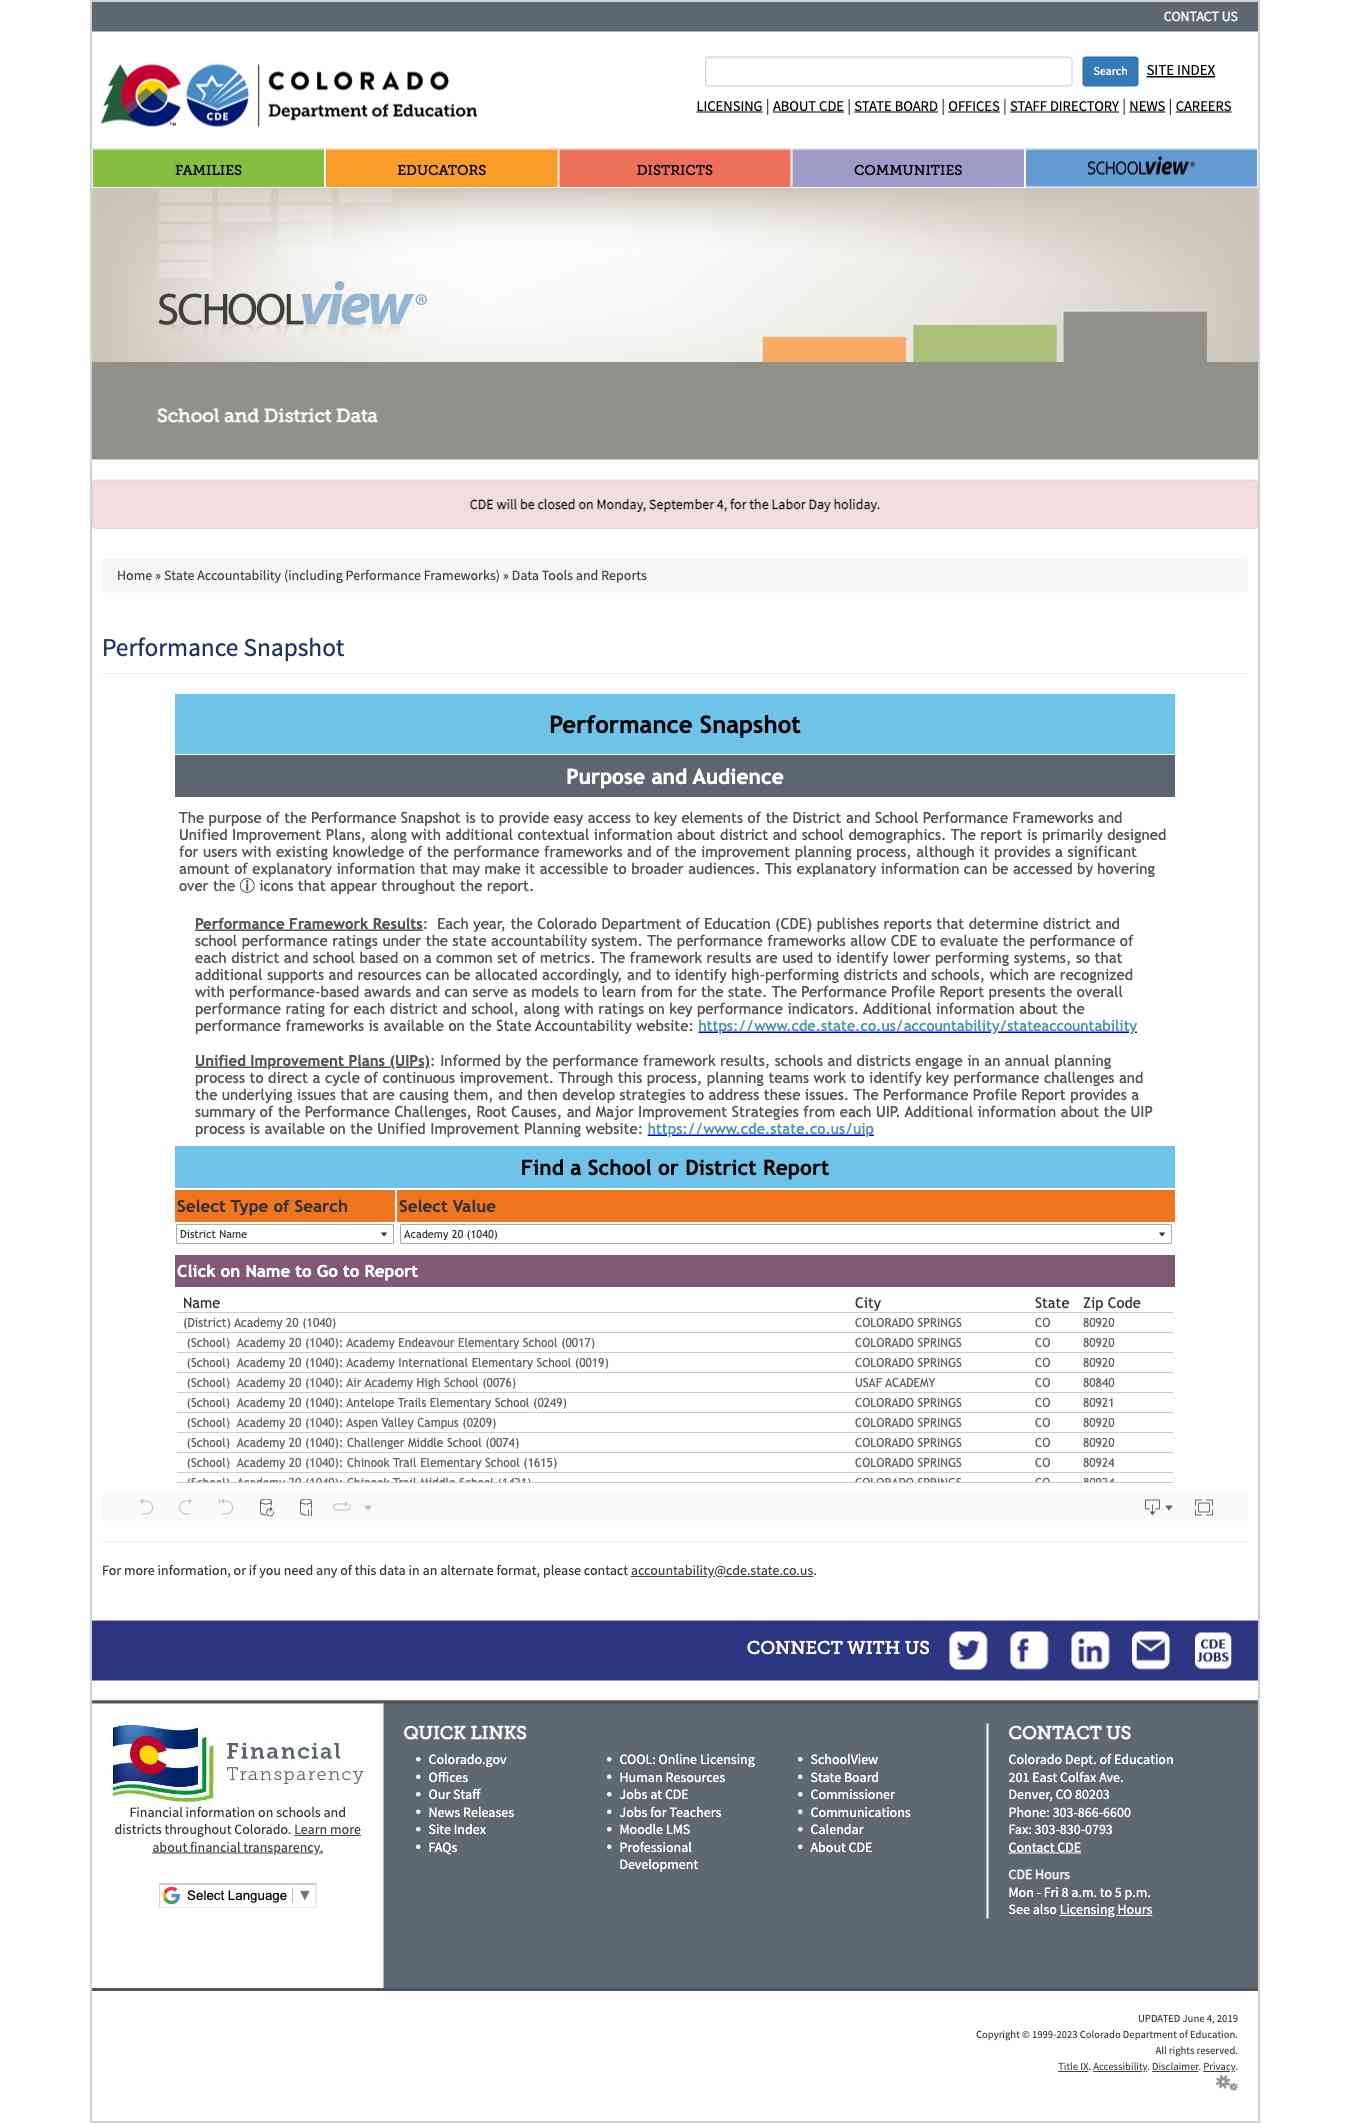 CONTACT US
CDE
COLORADO
Department of Education
Search
SITE INDEX
LICENSING | ABOUT CDE | STATE BOARD | OFFICES | STAFF DIRECTORY | NEWS | CAREERS
FAMILIES
EDUCATORS
DISTRICTS
COMMUNITIES
SCHOOLview®
SCHOOLview®
School and District Data
CDE will be closed on Monday, September 4, for the Labor Day holiday.
Home » State Accountability (including Performance Frameworks) » Data Tools and Reports
Performance Snapshot
Performance Snapshot
Purpose and Audience
The purpose of the Performance Snapshot is to provide easy access to key elements of the District and School Performance Frameworks and
Unified Improvement Plans, along with additional contextual information about district and school demographics. The report is primarily designed
for users with existing knowledge of the performance frameworks and of the improvement planning process, although it provides a significant
amount of explanatory information that may make it accessible to broader audiences. This explanatory information can be accessed by hovering
over the ⓘ icons that appear throughout the report.
Performance Framework Results: Each year, the Colorado Department of Education (CDE) publishes reports that determine district and
school performance ratings under the state accountability system. The performance frameworks allow CDE to evaluate the performance of
each district and school based on a common set of metrics. The framework results are used to identify lower performing systems, so that
additional supports and resources can be allocated accordingly, and to identify high-performing districts and schools, which are recognized
with performance-based awards and can serve as models to learn from for the state. The Performance Profile Report presents the overall
performance rating for each district and school, along with ratings on key performance indicators. Additional information about the
performance frameworks is available on the State Accountability website: https://www.cde.state.co.us/accountability/stateaccountability
Unified Improvement Plans (UIPs): Informed by the performance framework results, schools and districts engage in an annual planning
process to direct a cycle of continuous improvement. Through this process, planning teams work to identify key performance challenges and
the underlying issues that are causing them, and then develop strategies to address these issues. The Performance Profile Report provides a
summary of the Performance Challenges, Root Causes, and Major Improvement Strategies from each UIP. Additional information about the UIP
process is available on the Unified Improvement Planning website: https://www.cde.state.co.us/uip
Find a School or District Report
Select Type of Search Select Value
District Name Academy 20 (1040)
Click on Name to Go to Report
Name City State Zip Code
(District) Academy 20 (1040) COLORADO SPRINGS CO 80920
(School) Academy 20 (1040): Academy Endeavour Elementary School (0017) COLORADO SPRINGS CO 80920
(School) Academy 20 (1040): Academy International Elementary School (0019) COLORADO SPRINGS CO 80920
(School) Academy 20 (1040): Air Academy High School (0076) USAF ACADEMY CO 80840
(School) Academy 20 (1040): Antelope Trails Elementary School (0249) COLORADO SPRINGS CO 80921
(School) Academy 20 (1040): Aspen Valley Campus (0209) COLORADO SPRINGS CO 80920
(School) Academy 20 (1040): Challenger Middle School (0074) COLORADO SPRINGS CO 80920
(School) Academy 20 (1040): Chinook Trail Elementary School (1615) COLORADO SPRINGS CO 80924
(School) Academy 20 (1040): Chinook Trail Middle School COLORADO SPRINGS CO 80924
For more information, or if you need any of this data in an alternate format, please contact accountability@cde.state.co.us.
CONNECT WITH US
CDE
JOBS
Financial
Transparency
Financial information on schools and
districts throughout Colorado. Learn more
about financial transparency.
Select Language ▼
QUICK LINKS
• Colorado.gov
• Offices
• Our Staff
• News Releases
• Site Index
• FAQs
• COOL: Online Licensing
• Human Resources
• Jobs at CDE
• Jobs for Teachers
• Moodle LMS
• Professional
Development
• SchoolView
• State Board
• Commissioner
• Communications
• Calendar
• About CDE
CONTACT US
Colorado Dept. of Education
201 East Colfax Ave.
Denver, CO 80203
Phone: 303-866-6600
Fax: 303-830-0793
Contact CDE
CDE Hours
Mon - Fri 8 a.m. to 5 p.m.
See also Licensing Hours
UPDATED June 4, 2019
Copyright © 1999-2023 Colorado Department of Education.
All rights reserved.
Title IX. Accessibility. Disclaimer. Privacy.